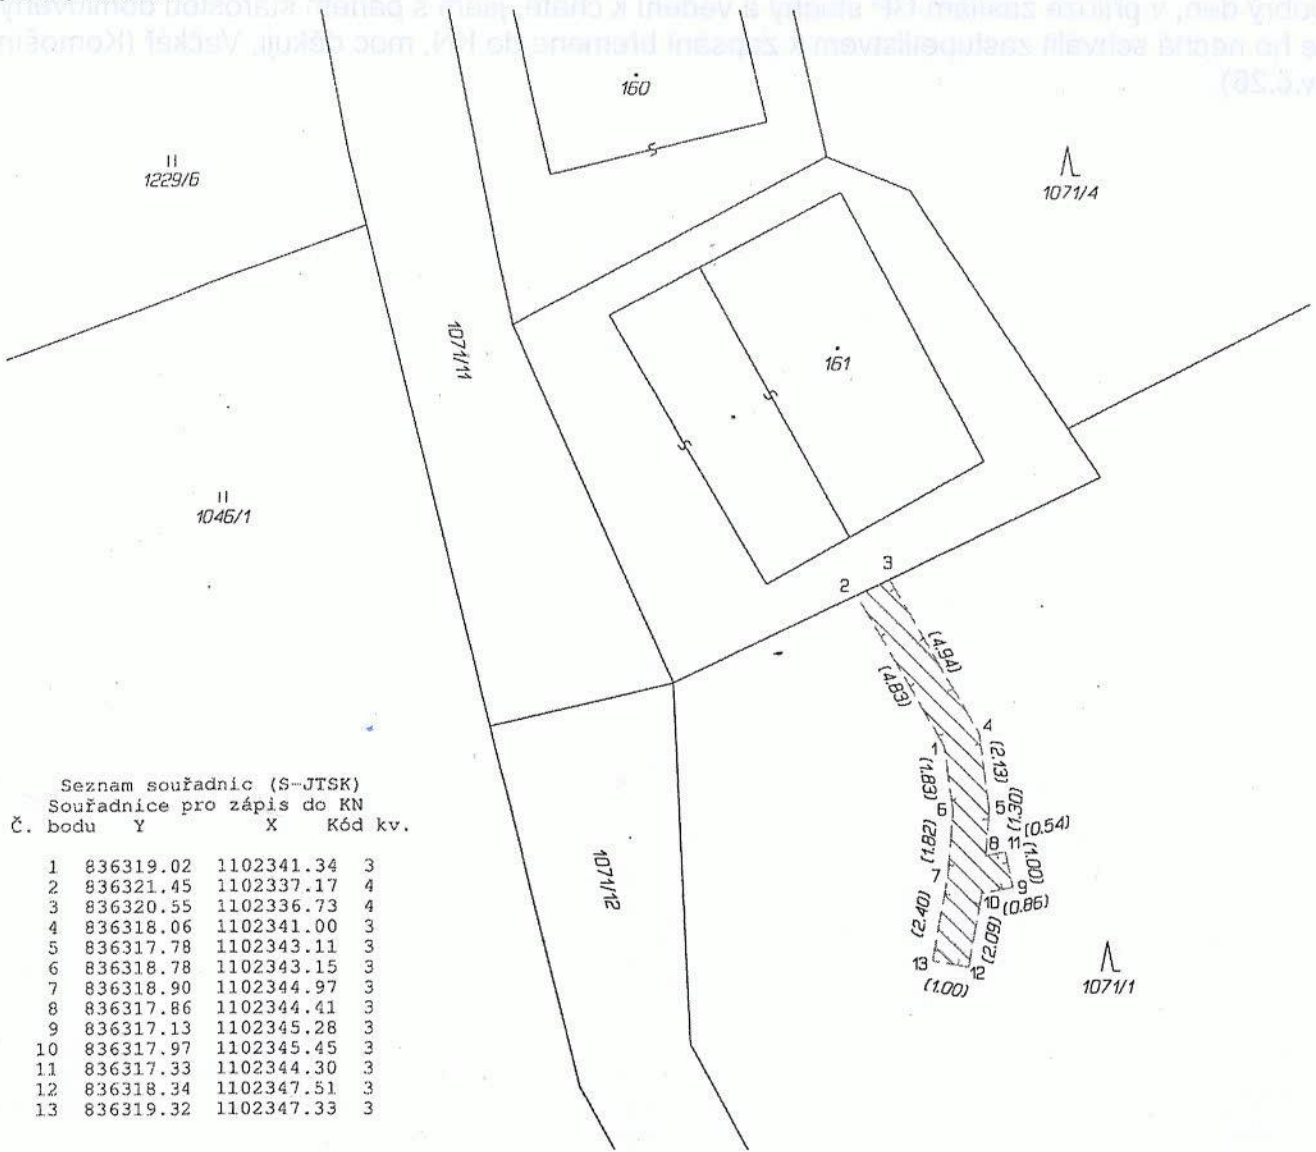 160
II
1229/6
1071/4
1071/11
161
II
1046/1
3
2
(4.94)
(4.83)
4
1
(2.13)
(1.83)
6
5
(1.30)
(0.54)
8
11
(1.82)
(1.00)
7
9
10
(0.86)
(2.40)
(2.09)
13
12
(1.00)
1071/12
1071/1
Seznam souřadnic (S-JTSK)
Souřadnice pro zápis do KN
Č. bodu Y X Kód kv.
1 836319.02 1102341.34 3
2 836321.45 1102337.17 4
3 836320.55 1102336.73 4
4 836318.06 1102341.00 3
5 836317.78 1102343.11 3
6 836318.78 1102343.15 3
7 836318.90 1102344.97 3
8 836317.86 1102344.41 3
9 836317.13 1102345.28 3
10 836317.97 1102345.45 3
11 836317.33 1102344.30 3
12 836318.34 1102347.51 3
13 836319.32 1102347.33 3